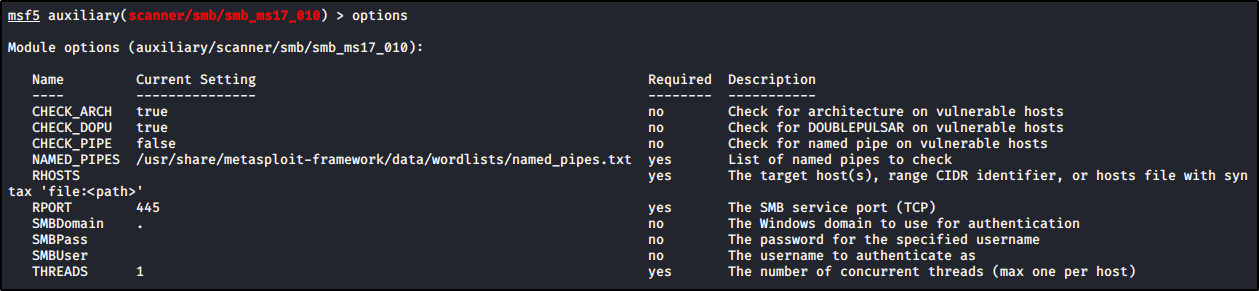 msf5 auxiliary(scanner/smb/smb_ms17_010) > options
Module options (auxiliary/scanner/smb/smb_ms17_010):
Name Current Setting Required Description
---- --------------- -------- -----------
CHECK_ARCH true no Check for architecture on vulnerable hosts
CHECK_DOPU true no Check for DOUBLEPULSAR on vulnerable hosts
CHECK_PIPE false no Check for named pipe on vulnerable hosts
NAMED_PIPES /usr/share/metasploit-framework/data/wordlists/named_pipes.txt yes List of named pipes to check
RHOSTS yes The target host(s), range CIDR identifier, or hosts file with syn
tax 'file:<path>'
RPORT 445 yes The SMB service port (TCP)
SMBDomain . no The Windows domain to use for authentication
SMBPass no The password for the specified username
SMBUser no The username to authenticate as
THREADS 1 yes The number of concurrent threads (max one per host)